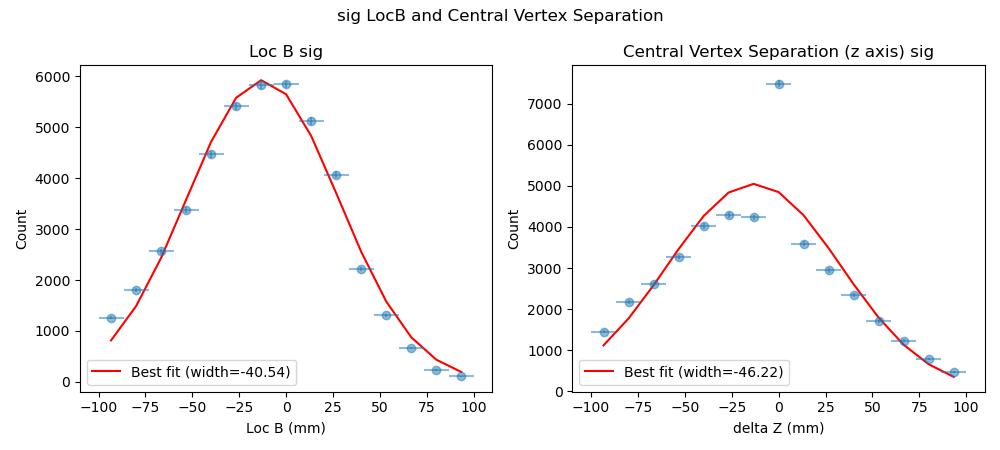 sig LocB and Central Vertex Separation
Loc B sig
6000
5000
4000
3000
2000
1000
0
Count
Best fit (width=-40.54)
−100 −75 −50 −25 0 25 50 75 100
Loc B (mm)
Central Vertex Separation (z axis) sig
7000
6000
5000
4000
3000
2000
1000
0
Count
Best fit (width=-46.22)
−100 −75 −50 −25 0 25 50 75 100
delta Z (mm)